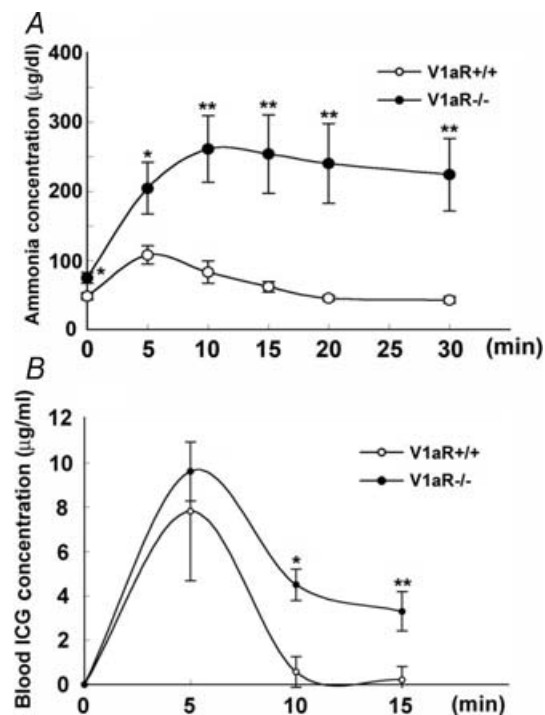 A
Ammonia concentration (μg/dl)
400
300
200
100
0
V1aR+/+
V1aR-/-
*
*
**
**
**
**
0 5 10 15 20 25 30 (min)
B
Blood ICG concentration (μg/ml)
12
10
8
6
4
2
0
V1aR+/+
V1aR-/-
*
**
0 5 10 15 (min)